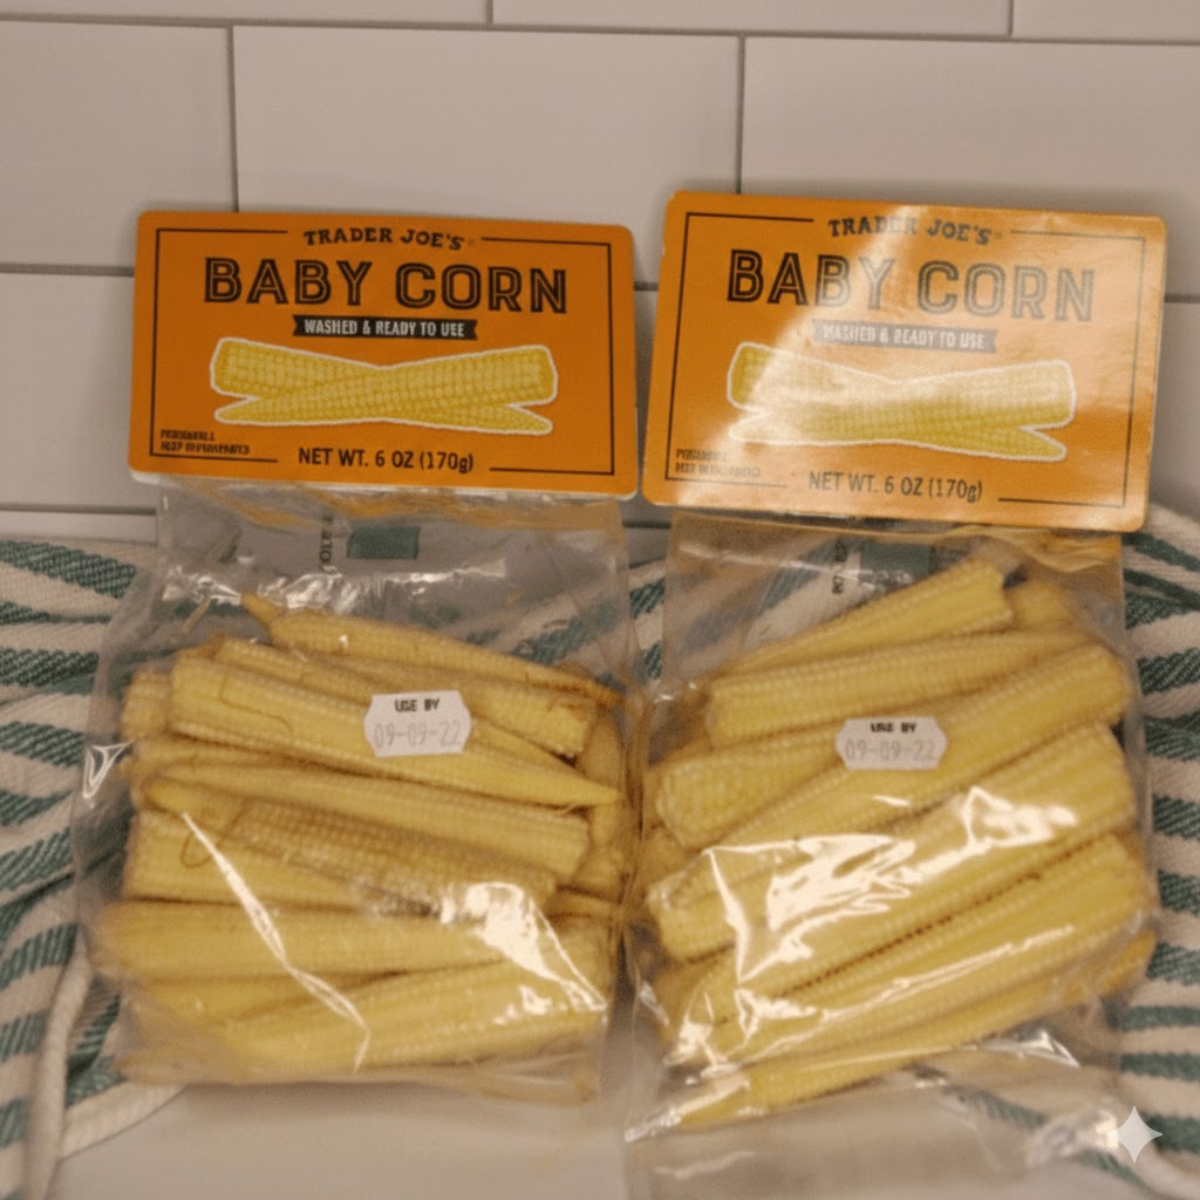 TRADER JOE'S
BABY CORN
WASHED & READY TO USE
NET WT. 6 OZ (170g)
USE BY
09-09-22
TRADER JOE'S
BABY CORN
WASHED & READY TO USE
NET WT. 6 OZ (170g)
USE BY
09-09-22